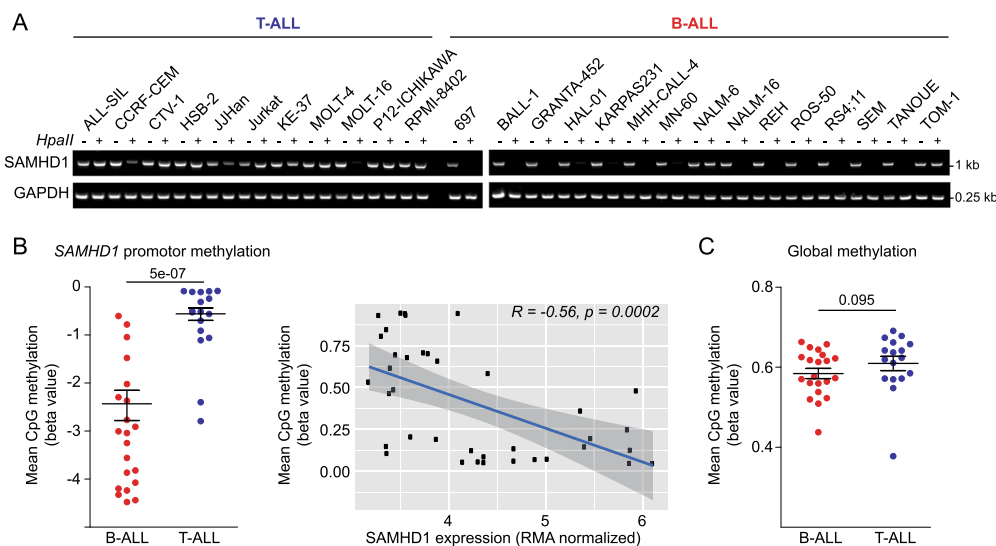 A
T-ALL
B-ALL
ALL-SIL
CCRF-CEM
CTV-1
HSB-2
JJHan
Jurkat
KE-37
MOLT-4
MOLT-16
P12-ICHIKAWA
RPMI-8402
697
BALL-1
GRANTA-452
HAL-01
KARPAS231
MHH-CALL-4
MN-60
NALM-6
NALM-16
REH
ROS-50
RS4;11
SEM
TANOUE
TOM-1
HpaII - + - + - + - + - + - + - + - + - + - + - + - + - + - + - + - + - + - + - + - + - + - + - + - + - + - +
SAMHD1
-1 kb
GAPDH
-0.25 kb
B
SAMHD1 promotor methylation
5e-07
Mean CpG methylation
(beta value)
0
-1
-2
-3
-4
B-ALL
T-ALL
R = -0.56, p = 0.0002
Mean CpG methylation
(beta value)
0.75
0.50
0.25
0.00
4
5
6
SAMHD1 expression (RMA normalized)
C
Global methylation
0.095
Mean CpG methylation
(beta value)
0.8
0.6
0.4
B-ALL
T-ALL